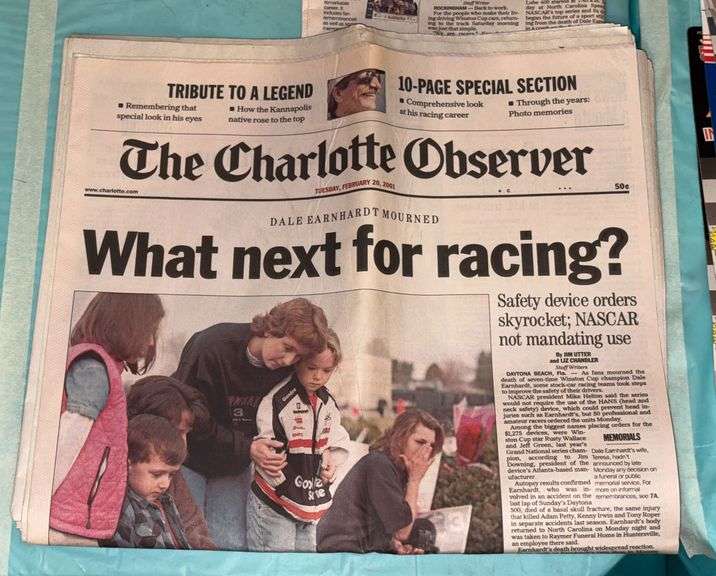 ROCKINGHAM — Back to work.
TRIBUTE TO A LEGEND
■ Remembering that
special look in his eyes
■ How the Kannapolis
native rose to the top
10-PAGE SPECIAL SECTION
■ Comprehensive look
at his racing career
■ Through the years:
Photo memories
The Charlotte Observer
www.charlotte.com
TUESDAY, FEBRUARY 20, 2001
50¢
DALE EARNHARDT MOURNED
What next for racing?
Safety device orders
skyrocket; NASCAR
not mandating use
By JIM UTTER
and LIZ CHANDLER
Staff Writers
DAYTONA BEACH, Fla. — As fans mourned the
death of seven-time Winston Cup champion Dale
Earnhardt, some stock-car racing teams took steps
to improve the safety of their drivers.
NASCAR president Mike Helton said the series
would not require the use of the HANS (head and
neck safety) device, which could prevent head in-
juries such as Earnhardt's, but 50 professional and
amateur racers ordered the units Monday.
Among the biggest names placing orders for the
$1,275 devices, were Win-
ston Cup star Rusty Wallace
and Jeff Green, last year's
Grand National series cham-
pion, according to Jim
Downing, president of the
device's Atlanta-based man-
ufacturer.
Autopsy results confirmed
Earnhardt, who was in-
volved in an accident on the
last lap of Sunday's Daytona
MEMORIALS
Dale Earnhardt's wife,
Teresa, hadn't
announced by late
Monday any decision on
a funeral or public
memorial service. For
more on informal
remembrances, see 7A.
500, died of a basal skull fracture, the same injury
that killed Adam Petty, Kenny Irwin and Tony Roper
in separate accidents last season. Earnhardt's body
returned to North Carolina on Monday night and
was taken to Raymer Funeral Home in Huntersville,
an employee there said.
Earnhardt's death brought widespread reaction.
3